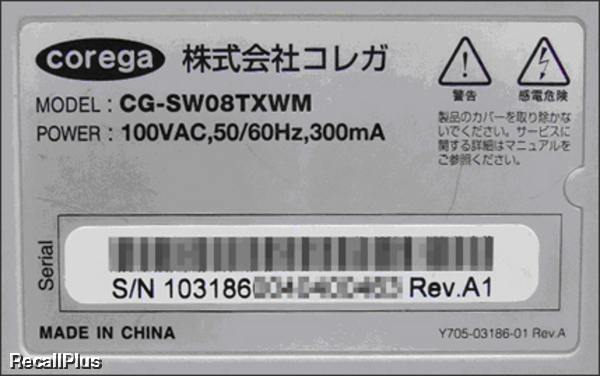 corega 株式会社コレガ
MODEL : CG-SW08TXWM
POWER : 100VAC,50/60Hz,300mA
警告 感電危険
製品のカバーを取り除かな
いでください。サービスに
関する詳細はマニュアルを
ご参照ください。
Serial
S/N 103186 Rev.A1
MADE IN CHINA
Y705-03186-01 Rev.A
RecallPlus